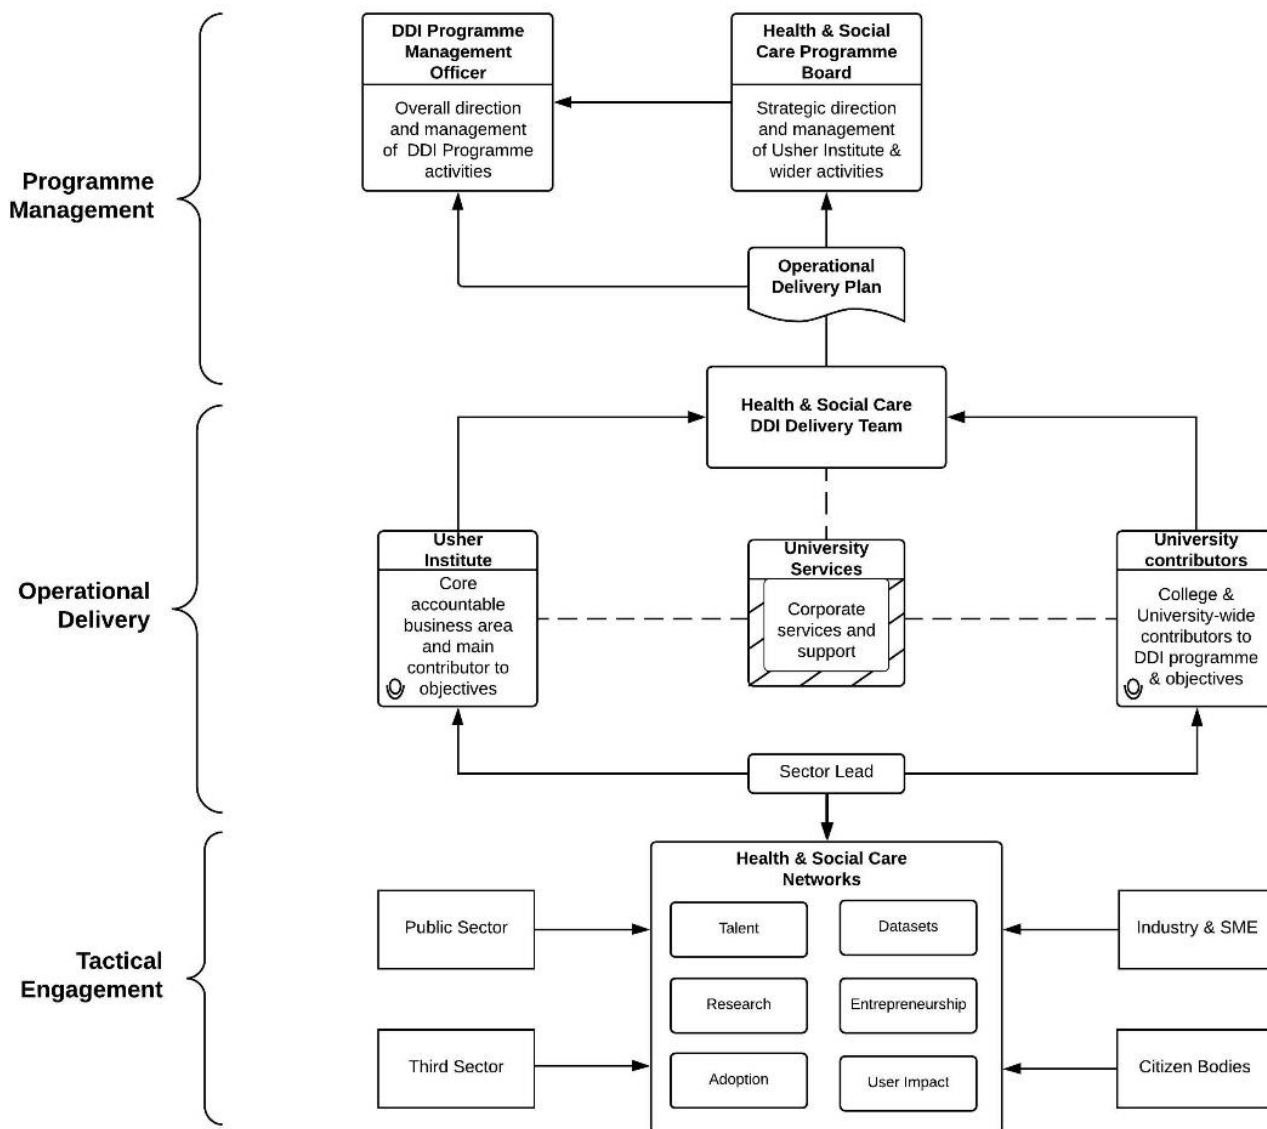 DDI Programme
Management
Officer
Overall direction
and management
of DDI Programme
activities
Health & Social
Care Programme
Board
Strategic direction
and management
of Usher Institute &
wider activities
Programme
Management
Operational
Delivery Plan
Health & Social Care
DDI Delivery Team
Operational
Delivery
Usher
Institute
Core
accountable
business area
and main
contributor to
objectives
University
Services
Corporate
services and
support
University
contributors
College &
University-wide
contributors to
DDI programme
& objectives
Sector Lead
Tactical
Engagement
Health & Social Care
Networks
Public Sector
Third Sector
Talent
Datasets
Research
Entrepreneurship
Adoption
User Impact
Industry & SME
Citizen Bodies